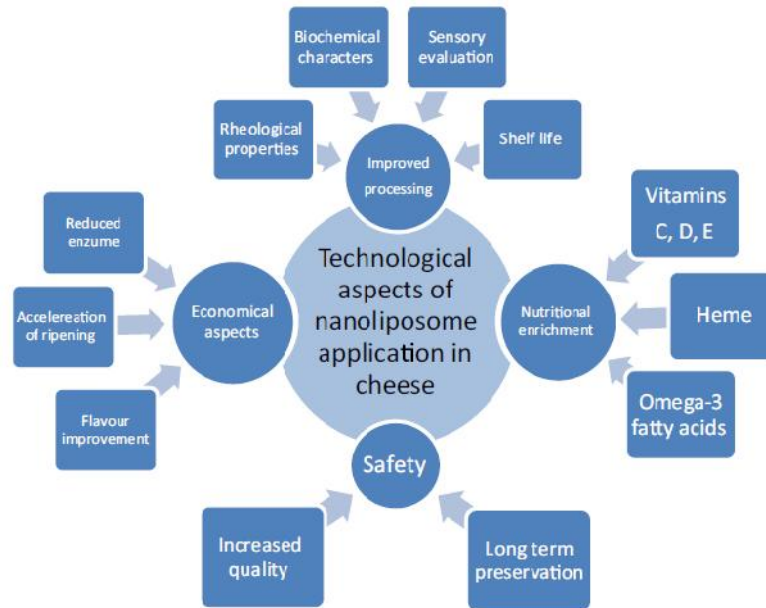 Biochemical
characters
Sensory
evaluation
Rheological
properties
Improved
processing
Shelf life
Vitamins
C, D, E
Reduced
enzume
Technological
aspects of
nanoliposome
application in
cheese
Economical
aspects
Accelereation
of ripening
Nutritional
enrichment
Heme
Flavour
improvement
Omega-3
fatty acids
Safety
Increased
quality
Long term
preservation